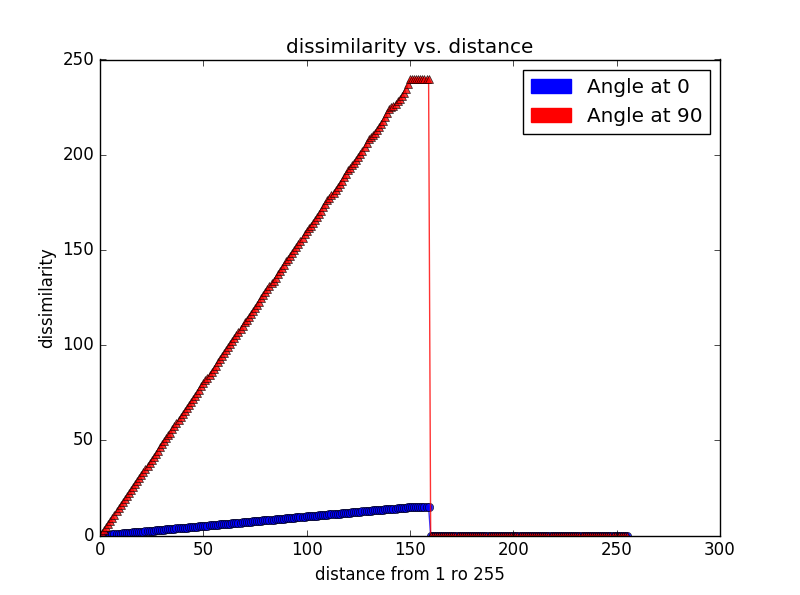 dissimilarity vs. distance
250
200
150
100
50
0
dissimilarity
Angle at 0
Angle at 90
0 50 100 150 200 250 300
distance from 1 ro 255